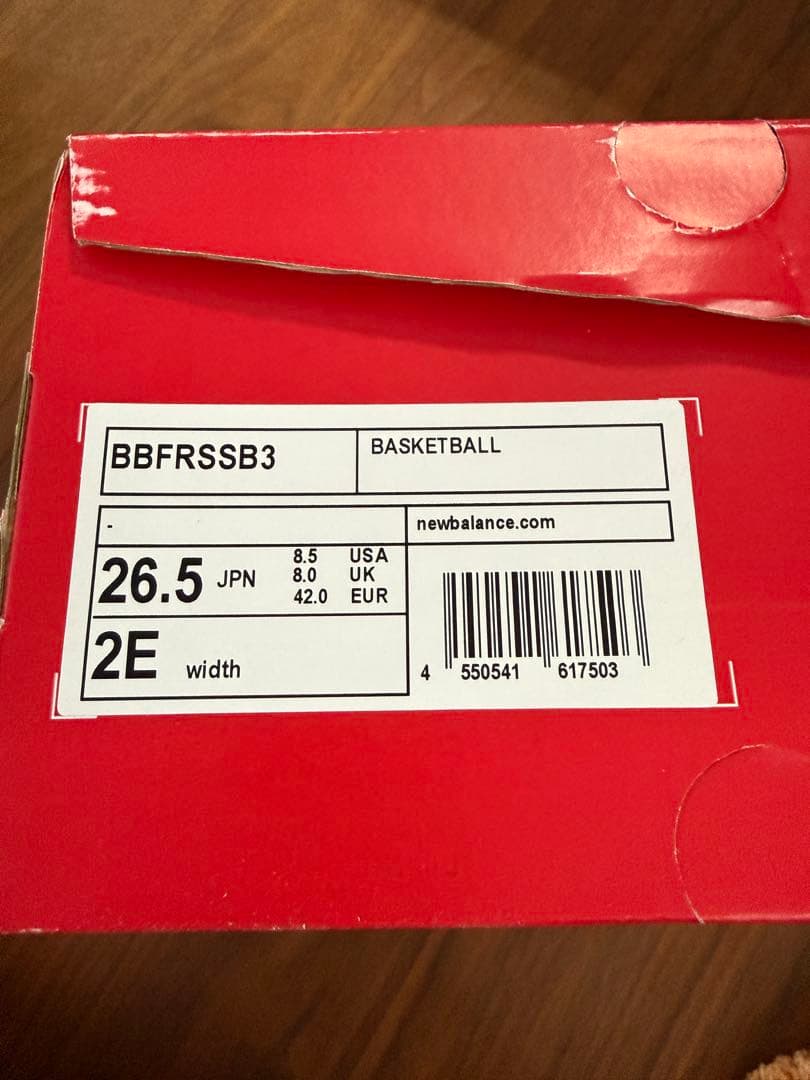 BBFRSSB3
BASKETBALL
-
newbalance.com
26.5 JPN
8.5 USA
8.0 UK
42.0 EUR
2E width
4 550541 617503